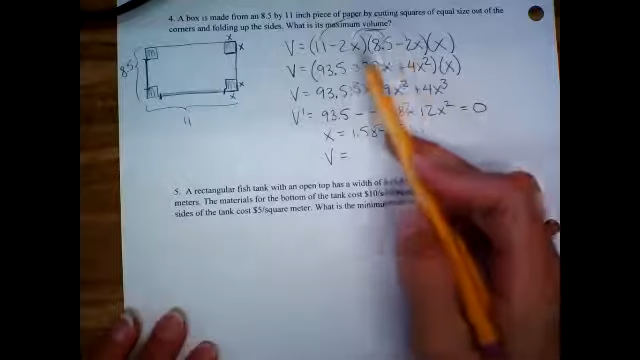 4. A box is made from an 8.5 by 11 inch piece of paper by cutting squares of equal size out of the
corners and folding up the sides. What is its maximum volume?
x
x
8.5
x
x
11
V = (11 - 2x)(8.5 - 2x)(x)
V = (93.5 x + 4x²)(x)
V = 93.5 x² + 4x³
V' = 93.5 - 12x² = 0
x = 1.58
V =
5. A rectangular fish tank with an open top has a width of
meters. The materials for the bottom of the tank cost $10/
sides of the tank cost $5/square meter. What is the minimum